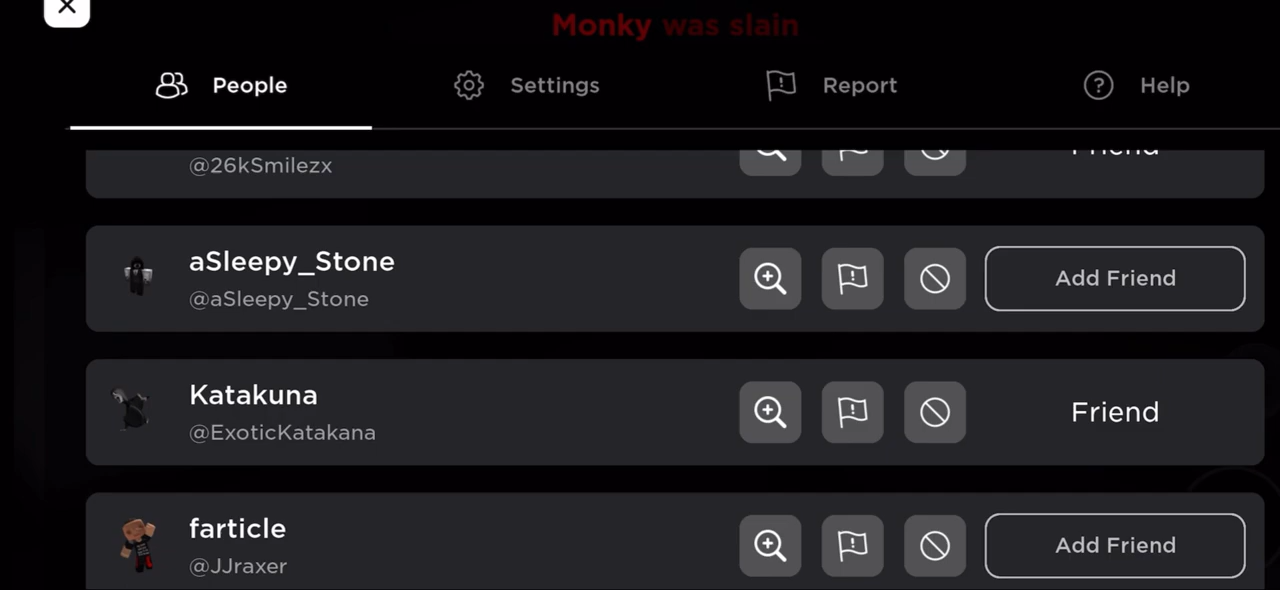 Monky was slain
People Settings Report Help
@26kSmilezx Friend
aSleepy_Stone
@aSleepy_Stone
Add Friend
Katakuna
@ExoticKatakana
Friend
farticle
@JJraxer
Add Friend